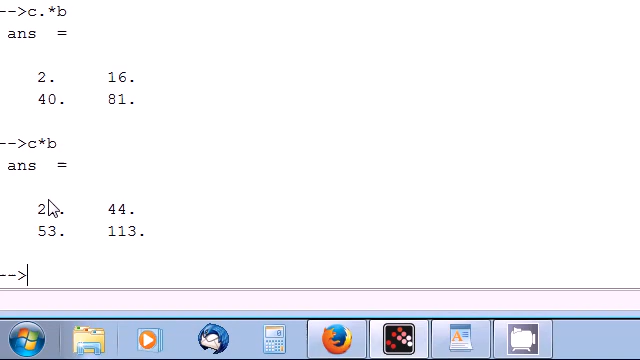 -->c.*b
ans =
2. 16.
40. 81.
-->c*b
ans =
44.
53. 113.
-->